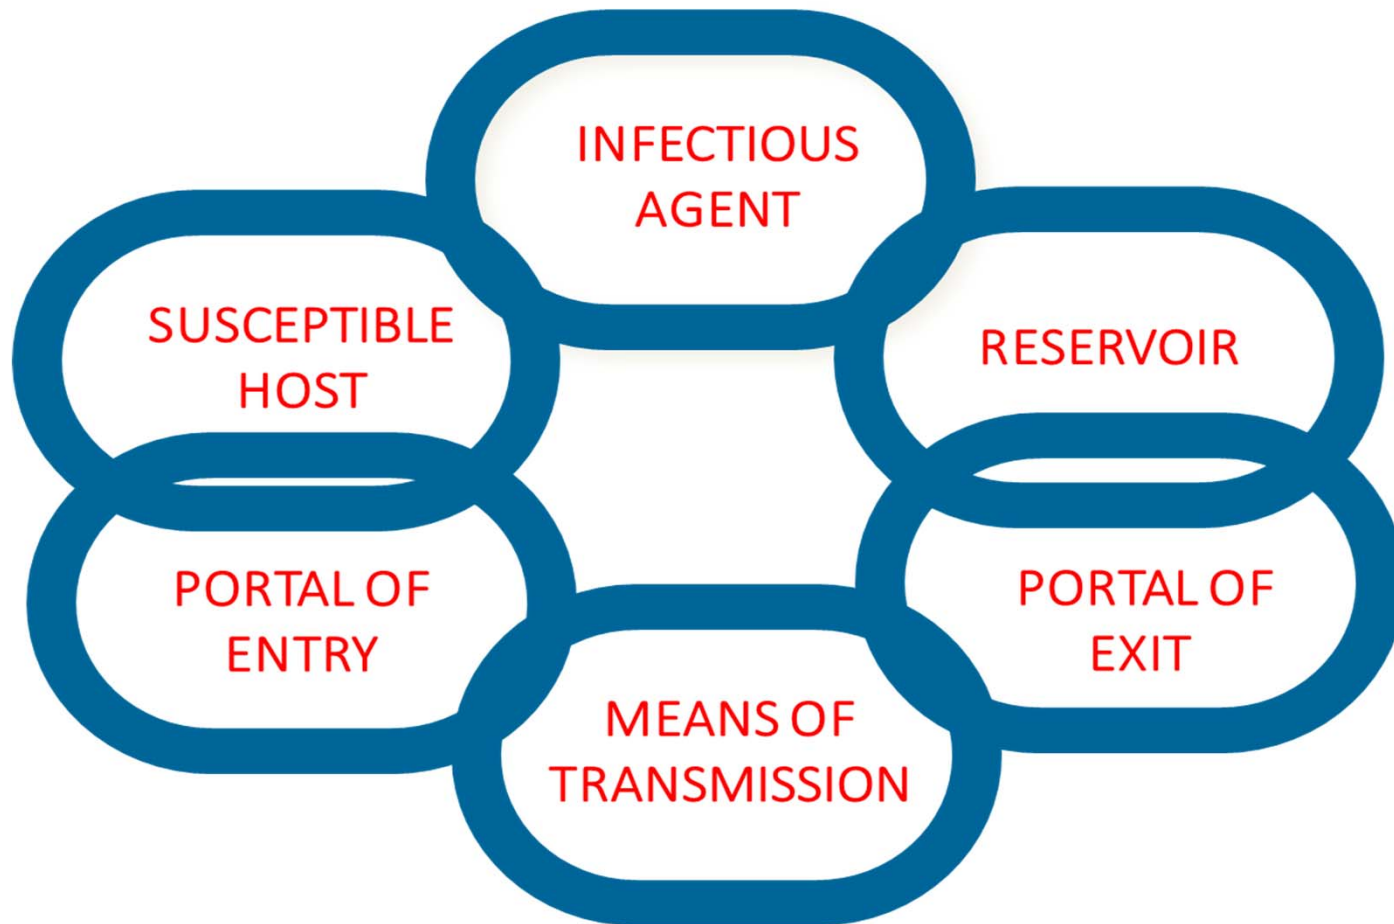 INFECTIOUS
AGENT
SUSCEPTIBLE
HOST
RESERVOIR
PORTAL OF
ENTRY
PORTAL OF
EXIT
MEANS OF
TRANSMISSION